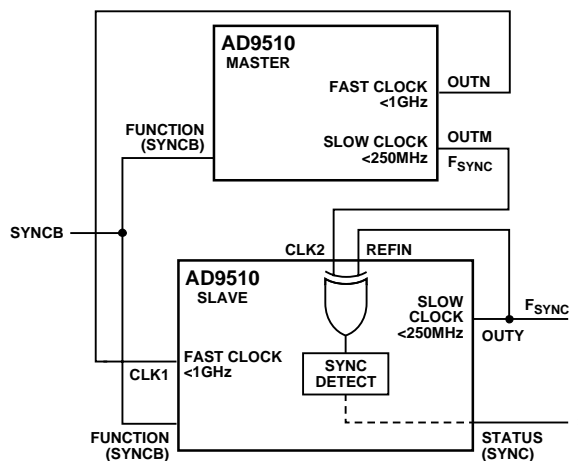 AD9510
MASTER
FAST CLOCK
<1GHz
OUTN
FUNCTION
(SYNCB)
SLOW CLOCK
<250MHz
OUTM
FSYNC
SYNCB
CLK2
REFIN
AD9510
SLAVE
SLOW
CLOCK
<250MHz
FSYNC
OUTY
CLK1
FAST CLOCK
<1GHz
SYNC
DETECT
FUNCTION
(SYNCB)
STATUS
(SYNC)